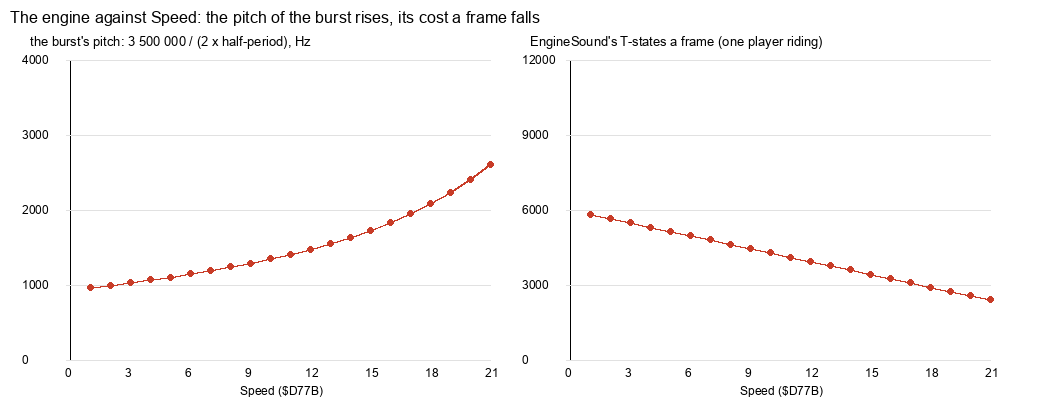 The engine against Speed: the pitch of the burst rises, its cost a frame falls
the burst's pitch: 3 500 000 / (2 x half-period), Hz
4000
3000
2000
1000
0
0 3 6 9 12 15 18 21
Speed ($D77B)
EngineSound's T-states a frame (one player riding)
12000
9000
6000
3000
0
0 3 6 9 12 15 18 21
Speed ($D77B)